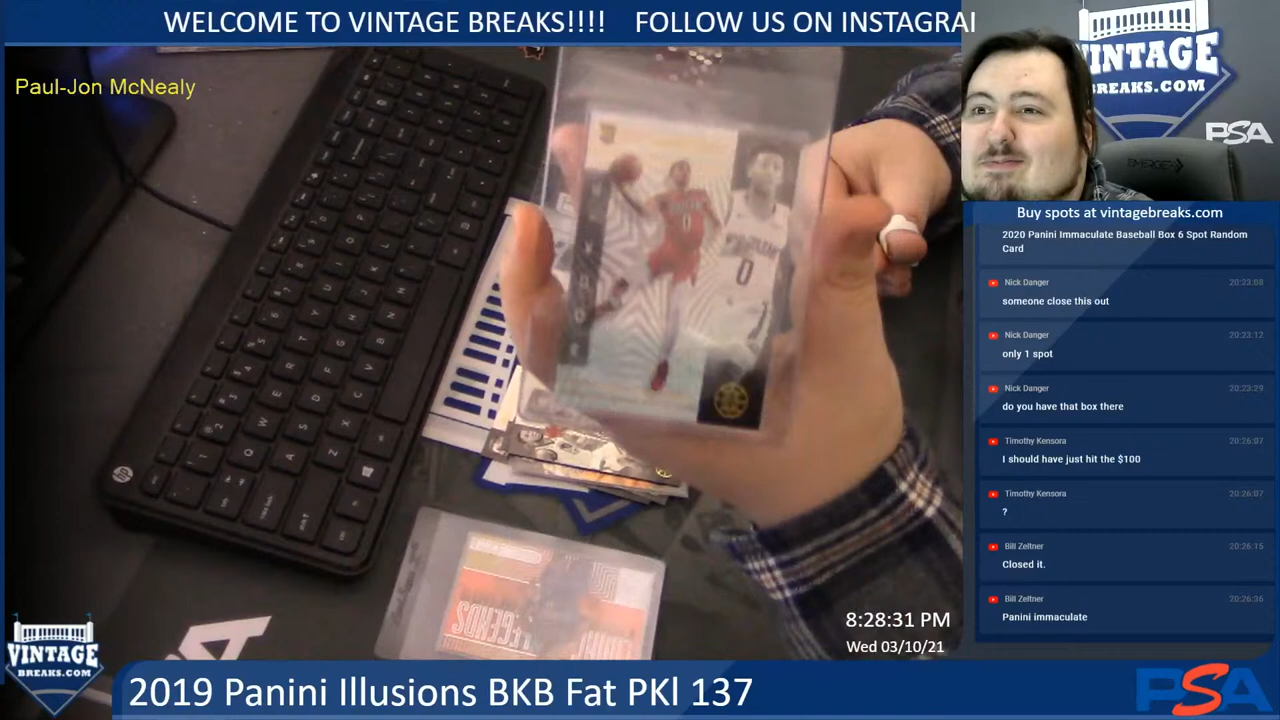 WELCOME TO VINTAGE BREAKS!!!! FOLLOW US ON INSTAGRAI
Paul-Jon McNealy
VINTAGE
BREAKS.COM
PSA
Buy spots at vintagebreaks.com
2020 Panini Immaculate Baseball Box 6 Spot Random
Card
Nick Danger 20:23:08
someone close this out
Nick Danger 20:23:12
only 1 spot
Nick Danger 20:23:29
do you have that box there
Timothy Kensora 20:26:07
I should have just hit the $100
Timothy Kensora 20:26:07
?
Bill Zeltner 20:26:15
Closed it.
Bill Zeltner 20:26:36
Panini immaculate
0
0
hp
LEGENDS
8:28:31 PM
Wed 03/10/21
VINTAGE
BREAKS.COM
2019 Panini Illusions BKB Fat PKl 137
PSA